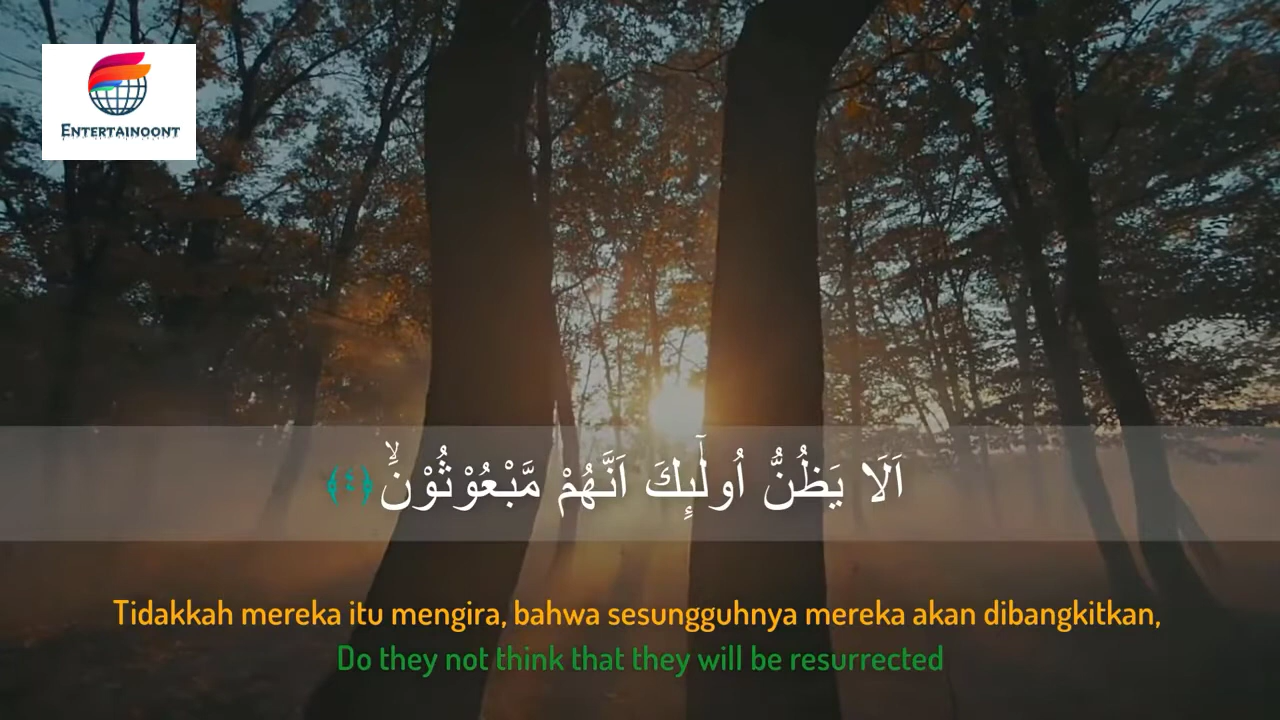 ENTERTAINOONT
اَلَا يَظُنُّ اُولٰۤىِٕكَ اَنَّهُمْ مَّبْعُوْثُوْنَۙ ﴿٤﴾
Tidakkah mereka itu mengira, bahwa sesungguhnya mereka akan dibangkitkan,
Do they not think that they will be resurrected